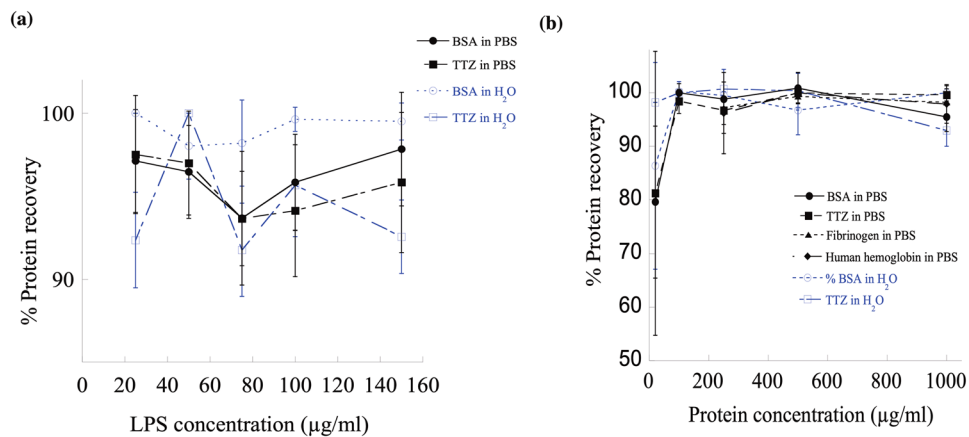 (a)
BSA in PBS
TTZ in PBS
BSA in H2O
TTZ in H2O
100
90
% Protein recovery
0 20 40 60 80 100 120 140 160
LPS concentration (µg/ml)
(b)
100
90
80
70
60
50
% Protein recovery
BSA in PBS
TTZ in PBS
Fibrinogen in PBS
Human hemoglobin in PBS
% BSA in H2O
TTZ in H2O
0 200 400 600 800 1000
Protein concentration (µg/ml)